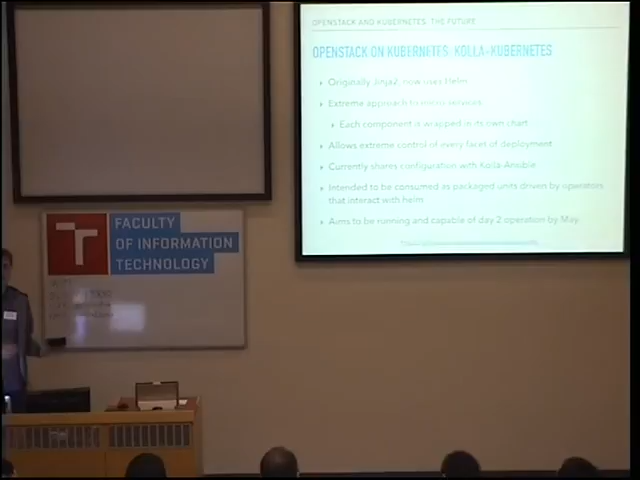 OPENSTACK AND KUBERNETES: THE FUTURE
OPENSTACK ON KUBERNETES: KOLLA-KUBERNETES
Originally Jinja2, now uses Helm
Extreme approach to
Each component is wrapped in its own chart
Allows extreme control of every facet of deployment
Currently shares configuration with Kolla-Ansible
Intended to be consumed as packaged units driven by operators
that interact with helm
Aims to be running and capable of day 2 operation by May
FACULTY
OF INFORMATION
TECHNOLOGY